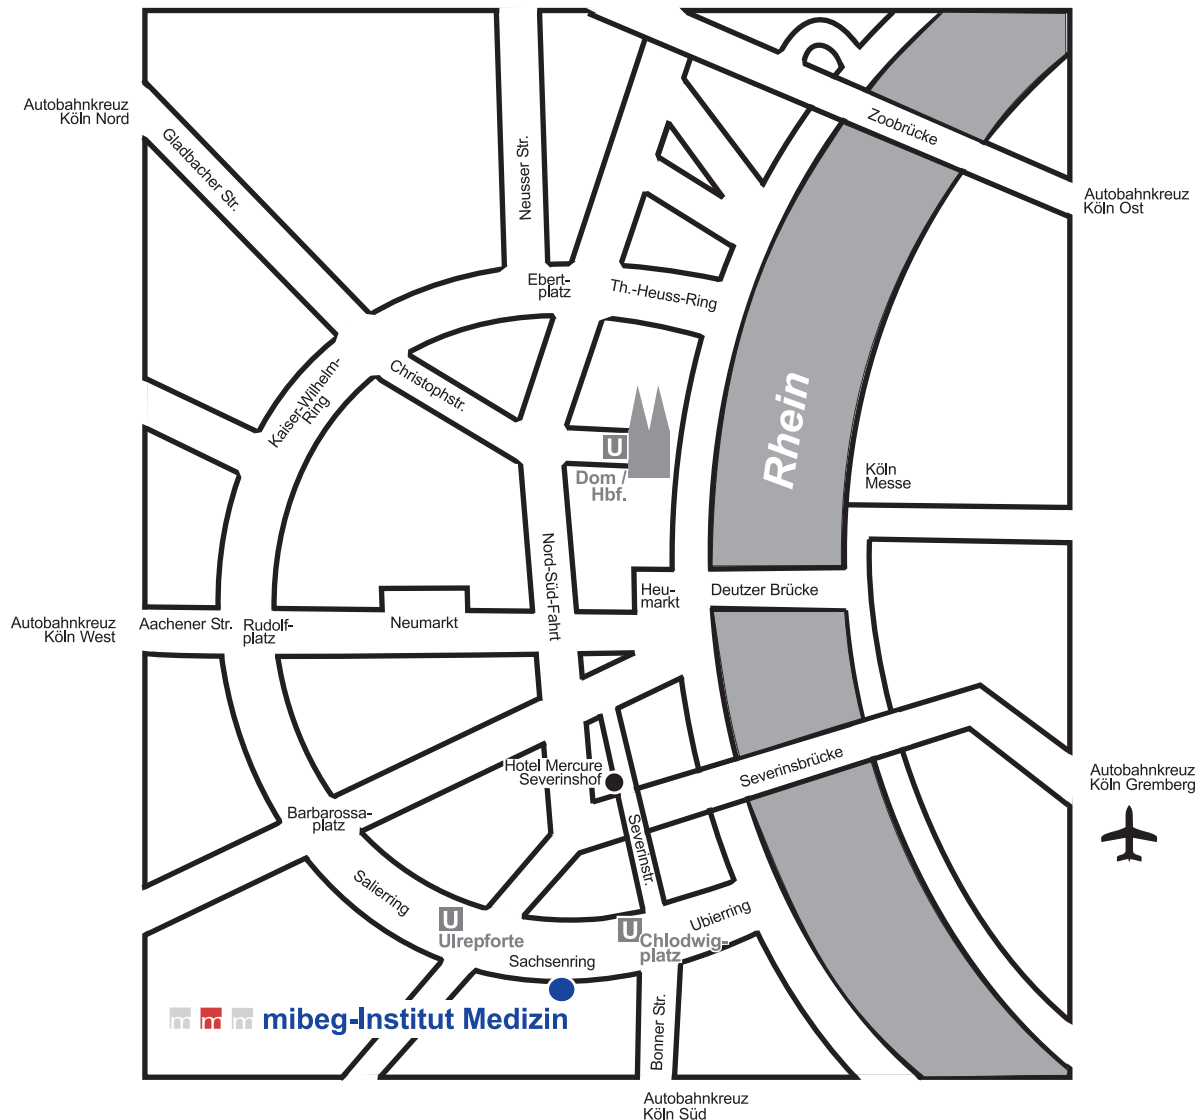 Autobahnkreuz
Köln Nord
Gladbacher Str.
Neusser Str.
Zoobrücke
Autobahnkreuz
Köln Ost
Ebert-
platz
Th.-Heuss-Ring
Kaiser-Wilhelm-
Ring
Christophstr.
Rhein
U
Dom /
Hbf.
Köln
Messe
Nord-Süd-Fahrt
Heu-
markt
Deutzer Brücke
Autobahnkreuz
Köln West
Aachener Str.
Rudolf-
platz
Neumarkt
Hotel Mercure
Severinshof
Severinsbrücke
Autobahnkreuz
Köln Gremberg
Barbarossa-
platz
Severinstr.
Salierring
U
Ulrepforte
U
Chlodwig-
platz
Ubierring
Sachsenring
m m m mibeg-Institut Medizin
Bonner Str.
Autobahnkreuz
Köln Süd